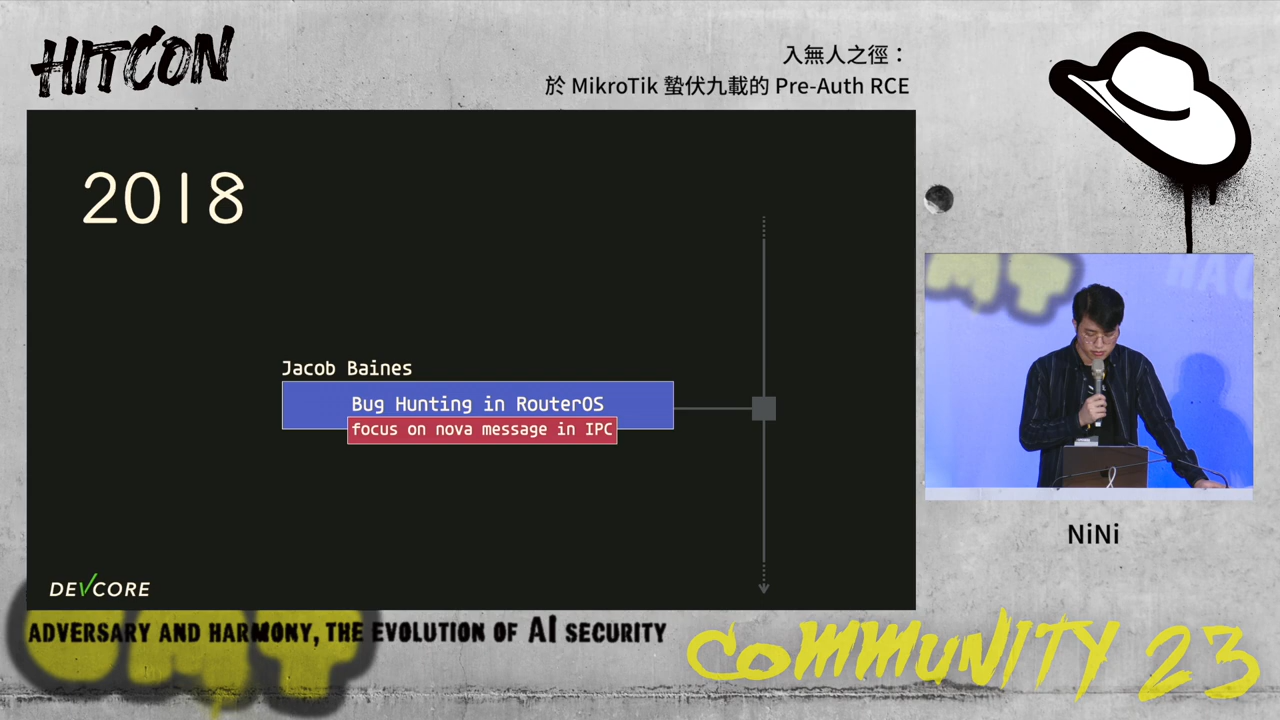 HITCON
入無人之徑：
於 MikroTik 蟄伏九載的 Pre-Auth RCE
2018
Jacob Baines
Bug Hunting in RouterOS
focus on nova message in IPC
DEVCORE
NiNi
ADVERSARY AND HARMONY, THE EVOLUTION OF AI SECURITY
COMMUNITY 23